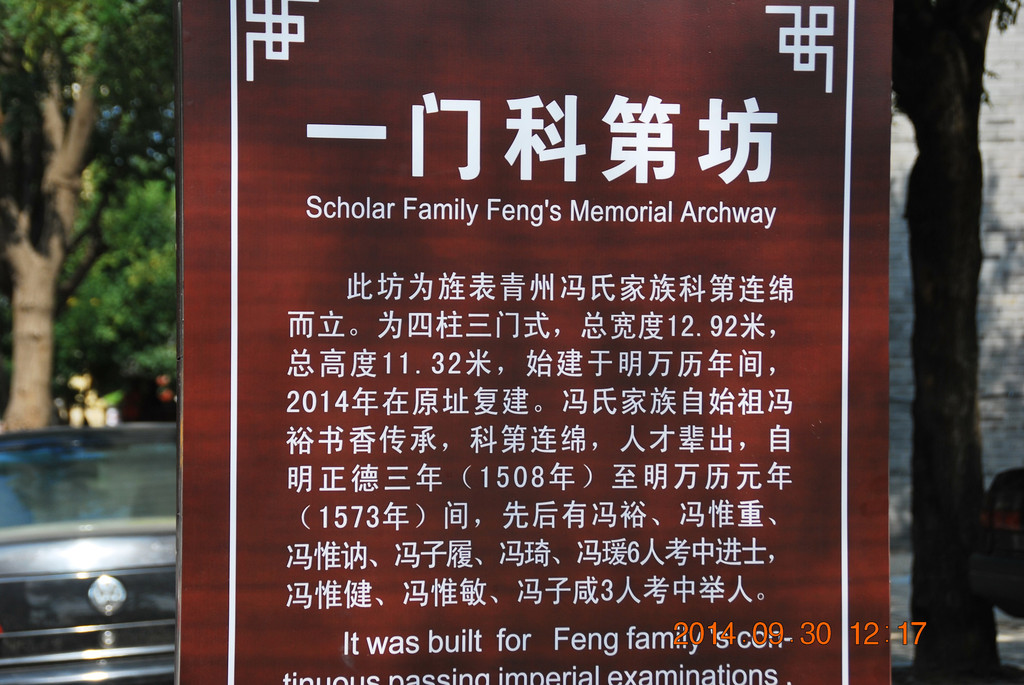 一门科第坊
Scholar Family Feng's Memorial Archway
此坊为旌表青州冯氏家族科第连绵
而立。为四柱三门式，总宽度12.92米，
总高度11.32米，始建于明万历年间，
2014年在原址复建。冯氏家族自始祖冯
裕书香传承，科第连绵，人才辈出，自
明正德三年（1508年）至明万历元年
（1573年）间，先后有冯裕、冯惟重、
冯惟讷、冯子履、冯琦、冯瑗6人考中进士，
冯惟健、冯惟敏、冯子咸3人考中举人。
It was built for Feng family's con-
tinuous passing imperial examinations.
2014.09.30 12:17